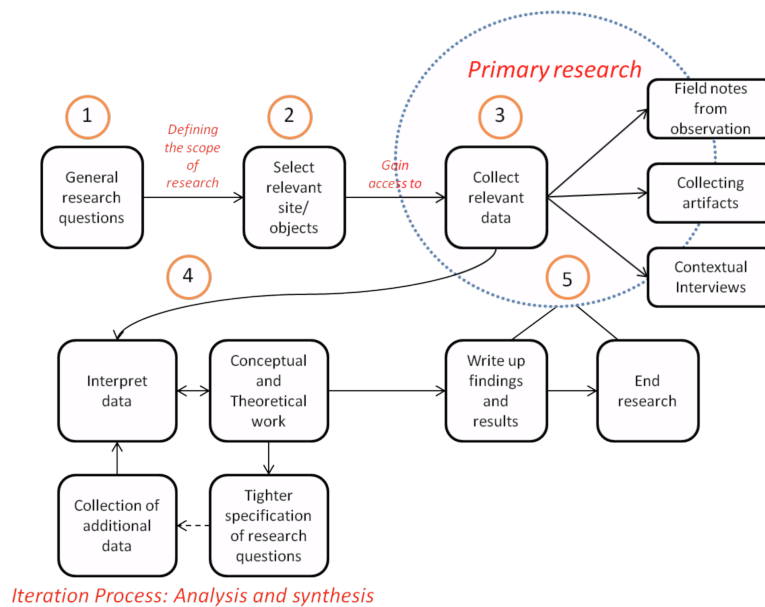 Primary research
1
2
3
Defining
the scope
of
research
Gain
access to
General
research
questions
Select
relevant
site/
objects
Collect
relevant
data
Field notes
from
observation
Collecting
artifacts
Contextual
Interviews
4
5
Interpret
data
Conceptual
and
Theoretical
work
Write up
findings
and
results
End
research
Collection of
additional
data
Tighter
specification
of research
questions
Iteration Process: Analysis and synthesis